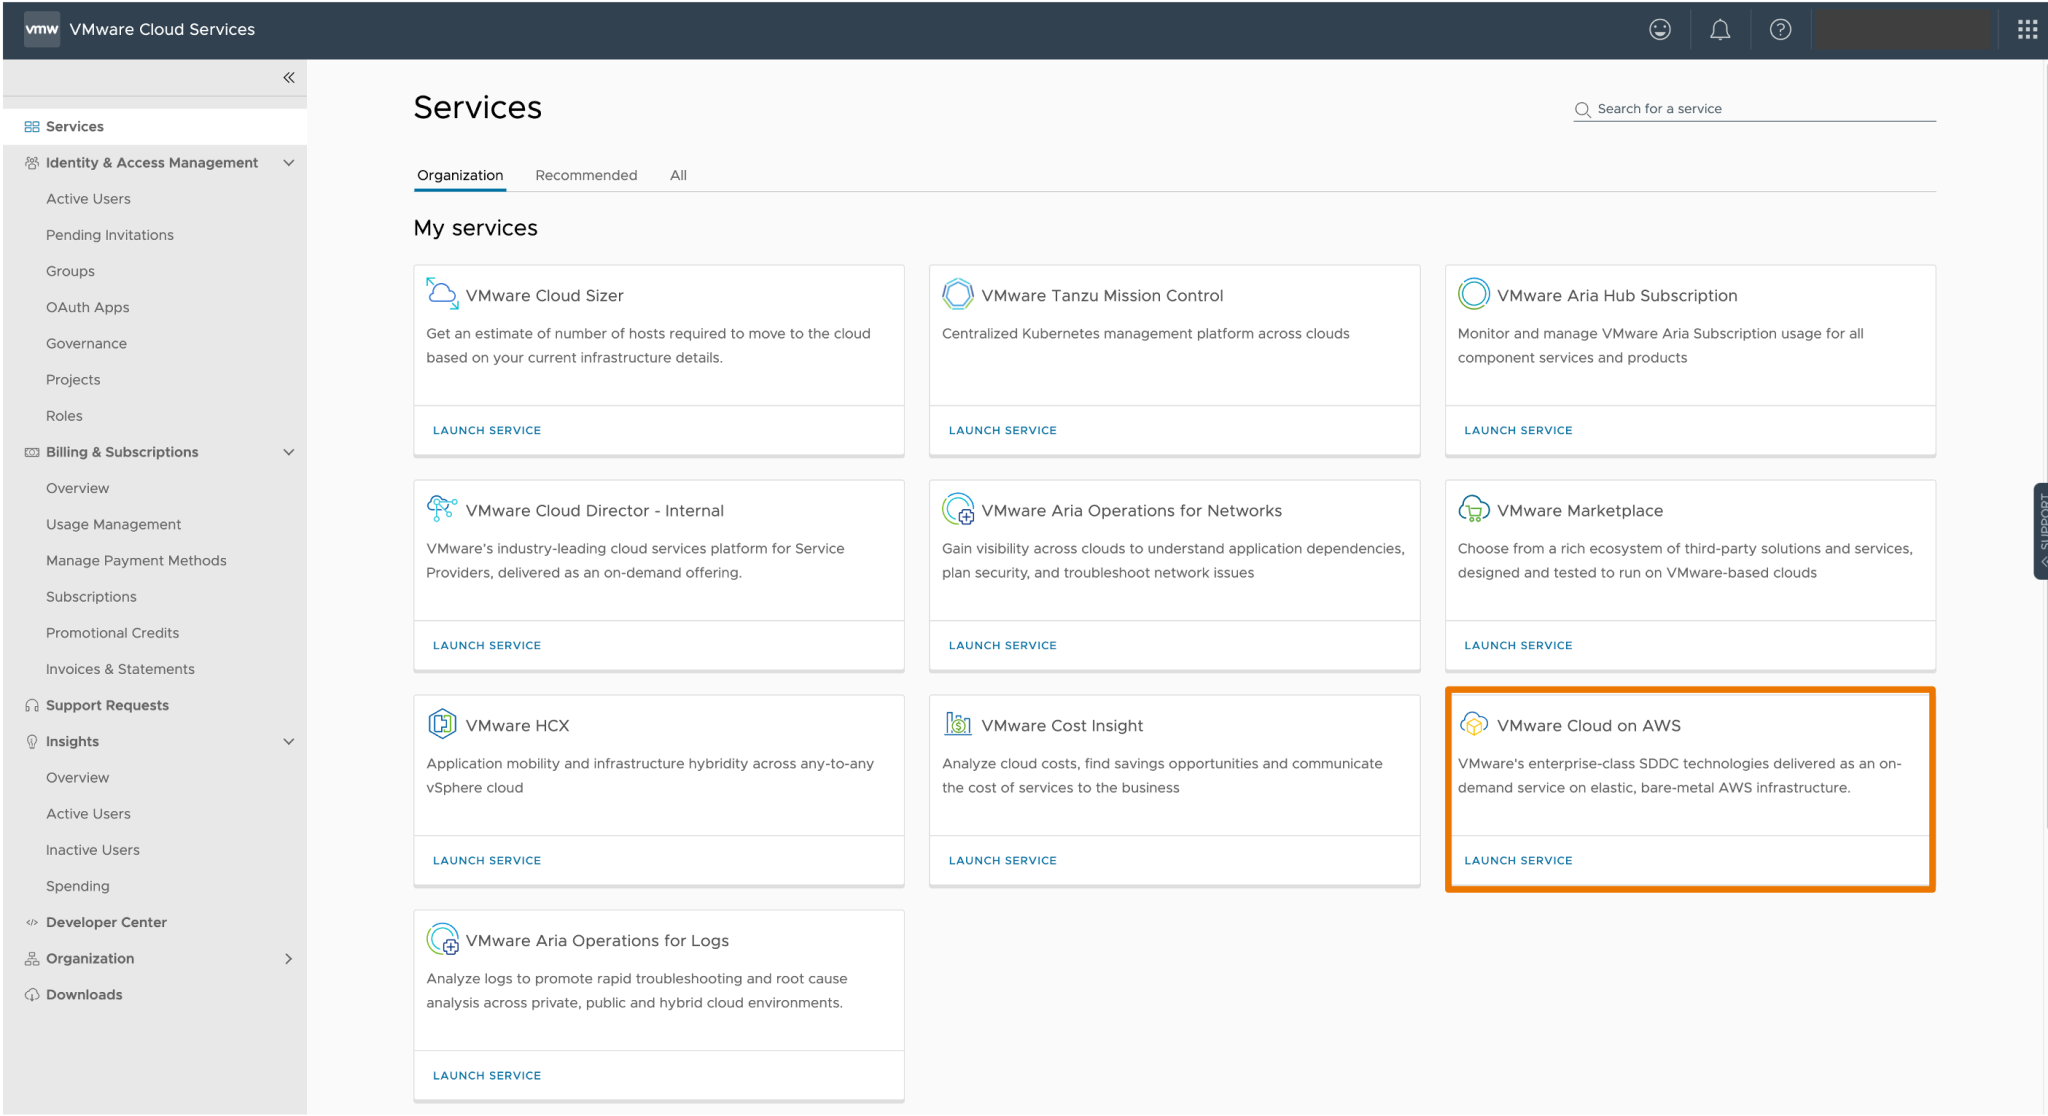 vmw VMware Cloud Services
Services
Identity & Access Management
Active Users
Pending Invitations
Groups
OAuth Apps
Governance
Projects
Roles
Billing & Subscriptions
Overview
Usage Management
Manage Payment Methods
Subscriptions
Promotional Credits
Invoices & Statements
Support Requests
Insights
Overview
Active Users
Inactive Users
Spending
Developer Center
Organization
Downloads
Services
Search for a service
Organization Recommended All
My services
VMware Cloud Sizer
Get an estimate of number of hosts required to move to the cloud
based on your current infrastructure details.
LAUNCH SERVICE
VMware Tanzu Mission Control
Centralized Kubernetes management platform across clouds
LAUNCH SERVICE
VMware Aria Hub Subscription
Monitor and manage VMware Aria Subscription usage for all
component services and products
LAUNCH SERVICE
VMware Cloud Director - Internal
VMware's industry-leading cloud services platform for Service
Providers, delivered as an on-demand offering.
LAUNCH SERVICE
VMware Aria Operations for Networks
Gain visibility across clouds to understand application dependencies,
plan security, and troubleshoot network issues
LAUNCH SERVICE
VMware Marketplace
Choose from a rich ecosystem of third-party solutions and services,
designed and tested to run on VMware-based clouds
LAUNCH SERVICE
VMware HCX
Application mobility and infrastructure hybridity across any-to-any
vSphere cloud
LAUNCH SERVICE
VMware Cost Insight
Analyze cloud costs, find savings opportunities and communicate
the cost of services to the business
LAUNCH SERVICE
VMware Cloud on AWS
VMware's enterprise-class SDDC technologies delivered as an on-
demand service on elastic, bare-metal AWS infrastructure.
LAUNCH SERVICE
VMware Aria Operations for Logs
Analyze logs to promote rapid troubleshooting and root cause
analysis across private, public and hybrid cloud environments.
LAUNCH SERVICE
SUPPORT